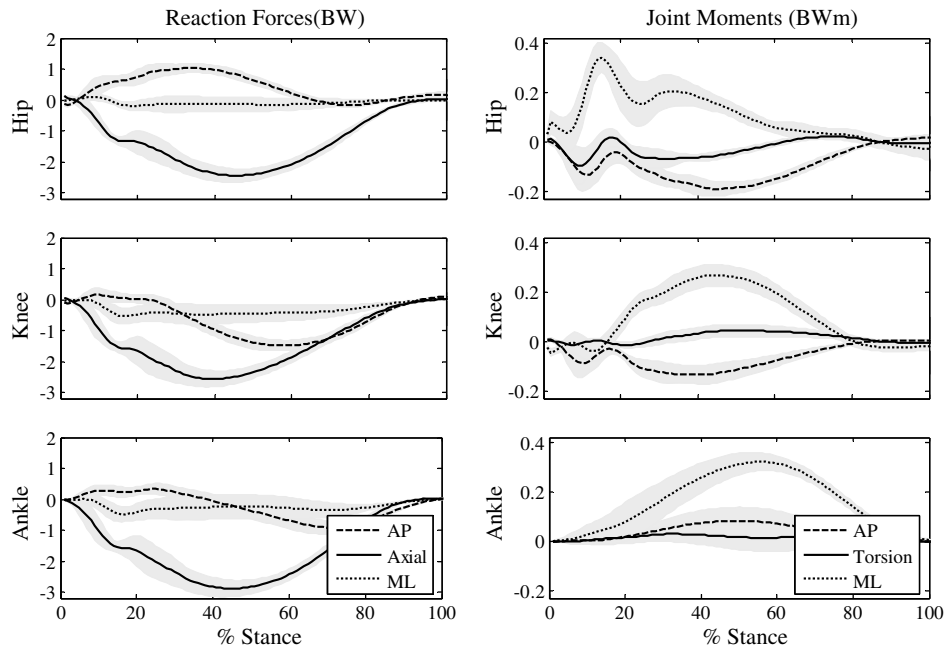 Reaction Forces(BW)
Joint Moments (BWm)
Hip
2
1
0
-1
-2
-3
Hip
0.4
0.2
0
-0.2
Knee
2
1
0
-1
-2
-3
Knee
0.4
0.2
0
-0.2
Ankle
2
1
0
-1
-2
-3
AP
Axial
ML
0 20 40 60 80 100
% Stance
Ankle
0.4
0.2
0
-0.2
AP
Torsion
ML
0 20 40 60 80 100
% Stance